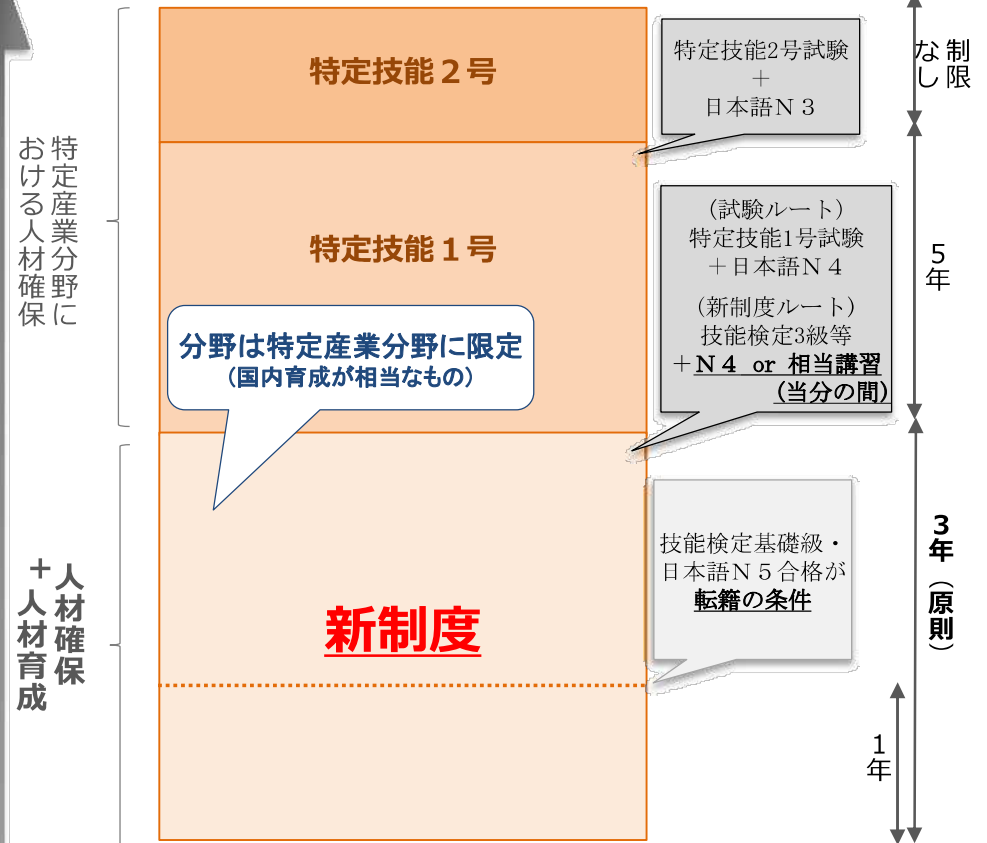 特定技能２号
特定技能2号試験
＋
日本語Ｎ３
制限
なし
特定産業分野に
おける人材確保
特定技能１号
（試験ルート）
特定技能1号試験
＋日本語Ｎ４
（新制度ルート）
技能検定3級等
＋Ｎ４ or 相当講習
（当分の間）
5年
分野は特定産業分野に限定
（国内育成が相当なもの）
人材確保
＋人材育成
新制度
技能検定基礎級・
日本語Ｎ５合格が
転籍の条件
3年（原則）
1年